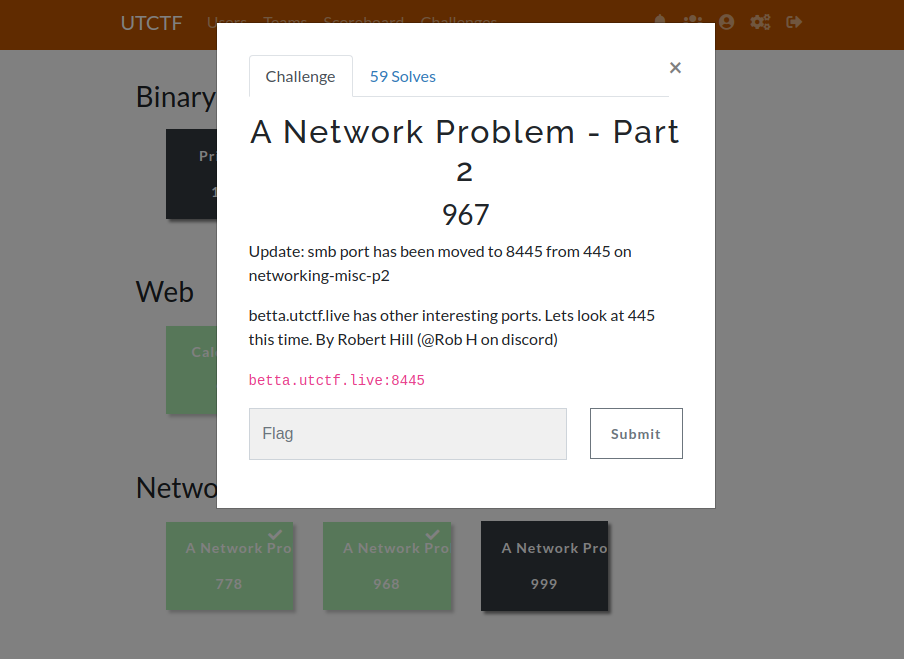 UTCTF Users Teams Scoreboard Challenges
Challenge
59 Solves
×
A Network Problem - Part
2
967
Update: smb port has been moved to 8445 from 445 on
networking-misc-p2
betta.utctf.live has other interesting ports. Lets look at 445
this time. By Robert Hill (@Rob H on discord)
betta.utctf.live:8445
Flag
Submit
Binary
Pri
1
Web
Cal
Netwo
A Network Pro
778
A Network Pro
968
A Network Pro
999